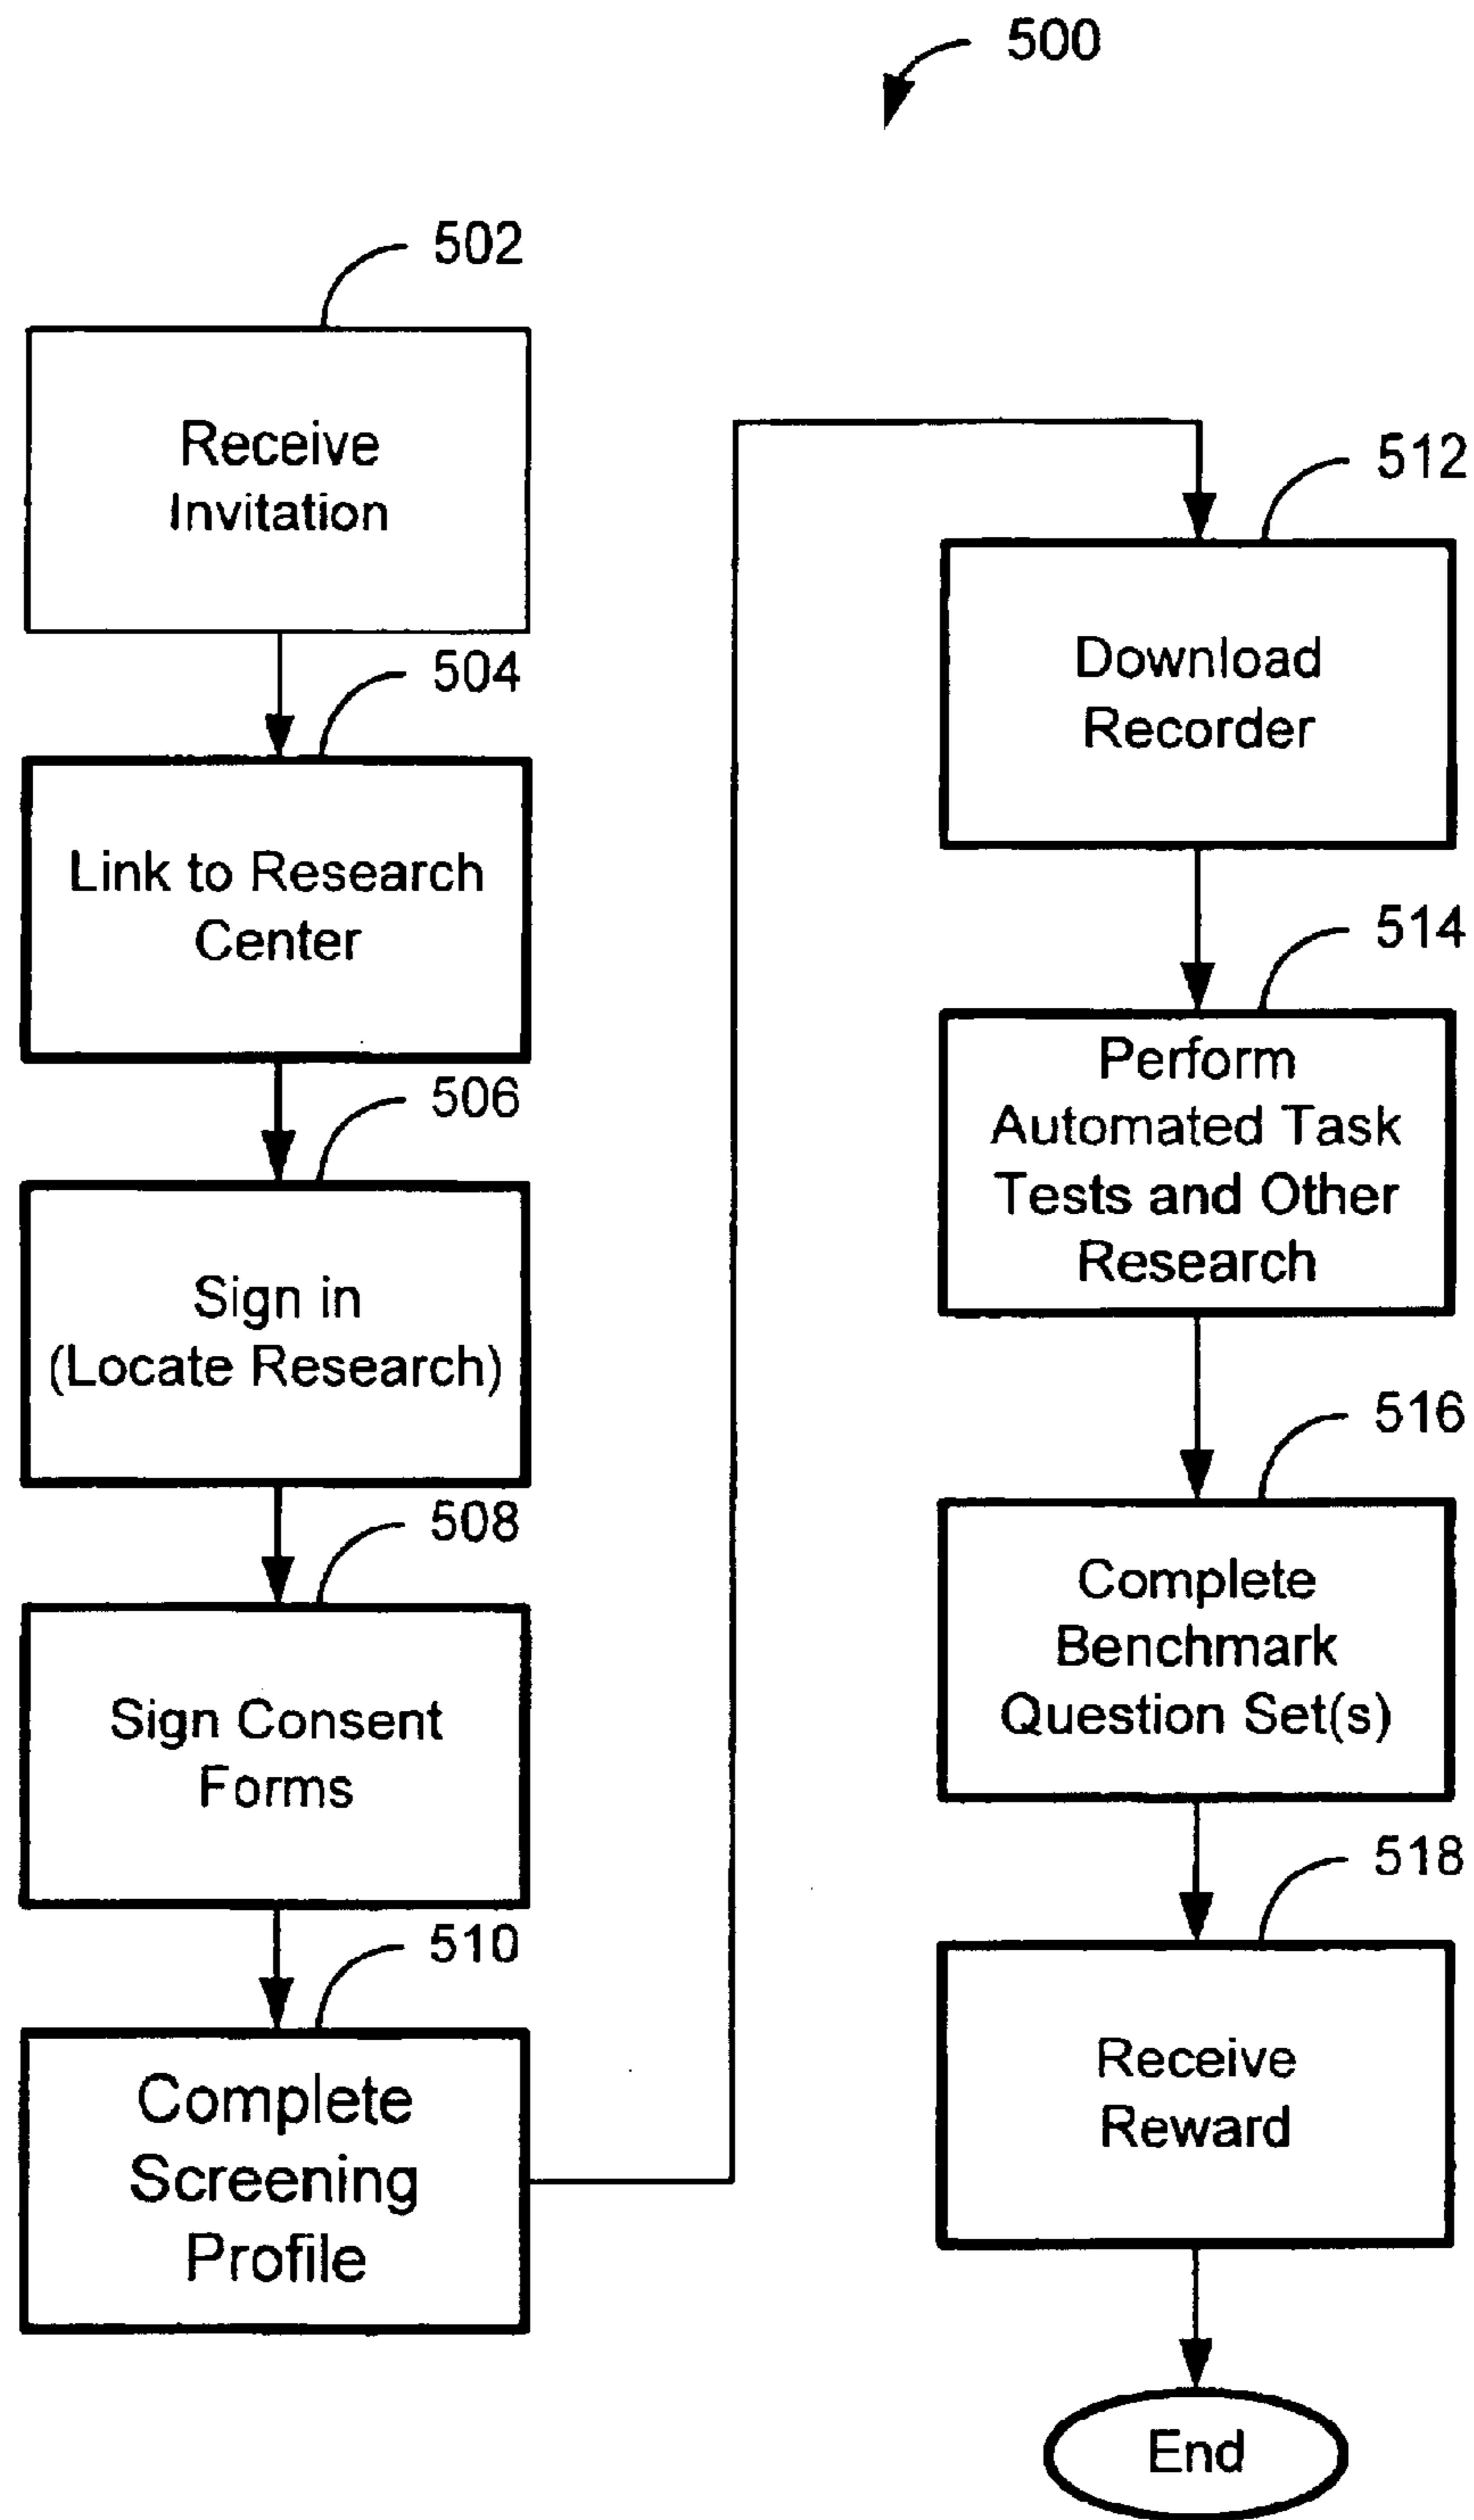 500
502
Receive
Invitation
504
Link to Research
Center
506
Sign in
(Locate Research)
508
Sign Consent
Forms
510
Complete
Screening
Profile
512
Download
Recorder
514
Perform
Automated Task
Tests and Other
Research
516
Complete
Benchmark
Question Set(s)
518
Receive
Reward
End